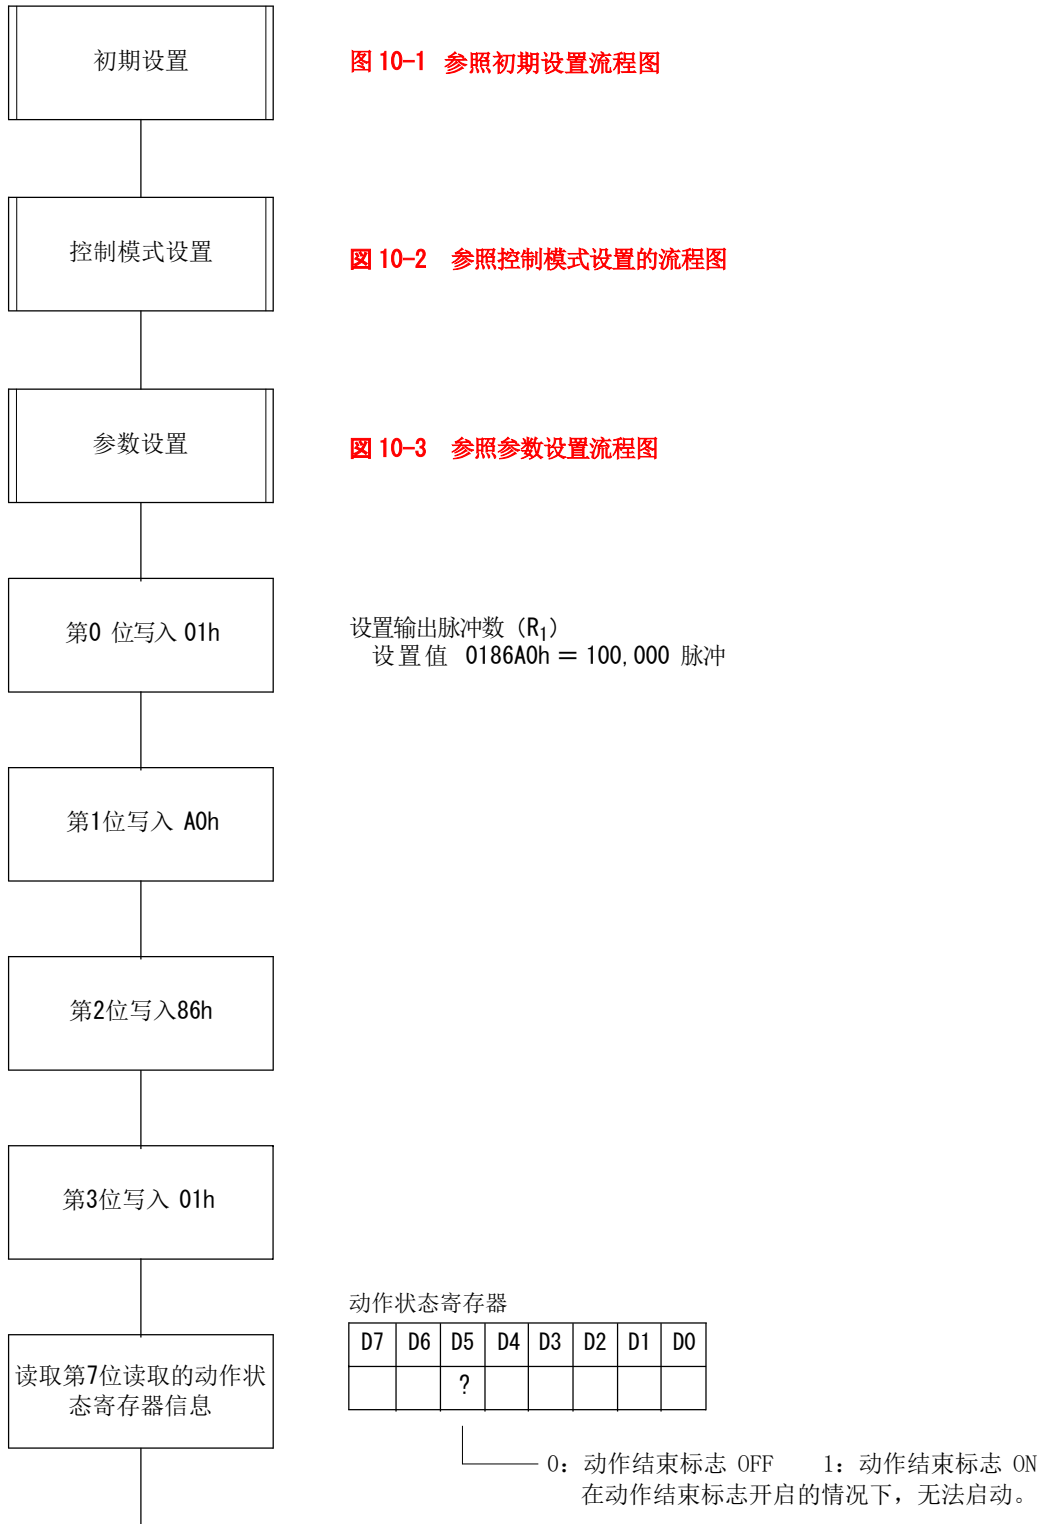 初期设置
图 10-1 参照初期设置流程图
控制模式设置
図 10-2 参照控制模式设置的流程图
参数设置
図 10-3 参照参数设置流程图
第0 位写入 01h
设置输出脉冲数（R₁）
设置值 0186A0h＝100,000 脉冲
第1位写入 A0h
第2位写入86h
第3位写入 01h
动作状态寄存器
D7 D6 D5 D4 D3 D2 D1 D0
?
读取第7位读取的动作状
态寄存器信息
0：动作结束标志 OFF 1：动作结束标志 ON
在动作结束标志开启的情况下，无法启动。